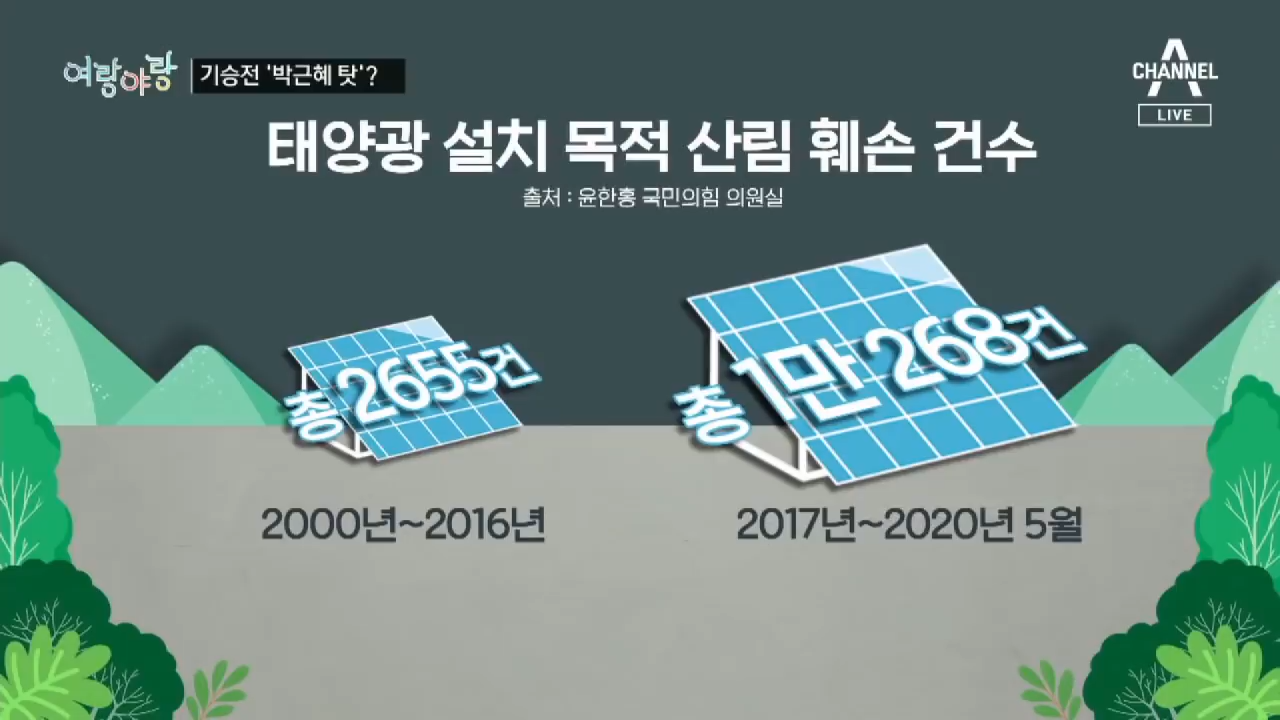 여랑야랑
기승전 '박근혜 탓'?
CHANNEL A
LIVE
태양광 설치 목적 산림 훼손 건수
출처 : 윤한홍 국민의힘 의원실
총 2655건
총 1만 268건
2000년~2016년
2017년~2020년 5월